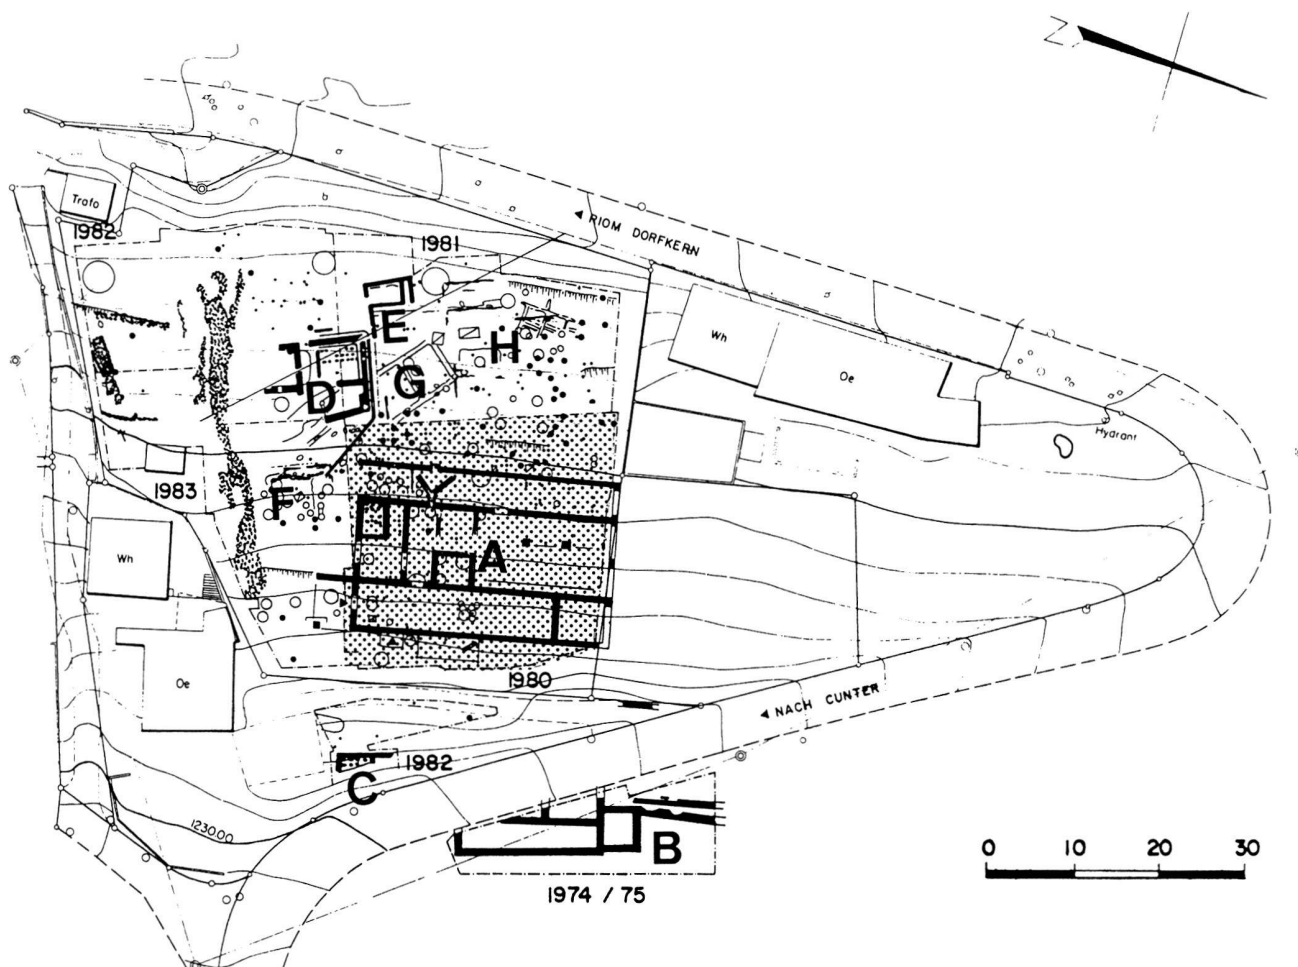 N
RIOM DORFKERN
Trafo
1982
1981
E
Wh
H
Oe
D
G
Hydrant
Y
1983
F
A
Wh
Oe
1980
NACH CUNTER
1982
C
1230.00
B
0 10 20 30
1974 / 75